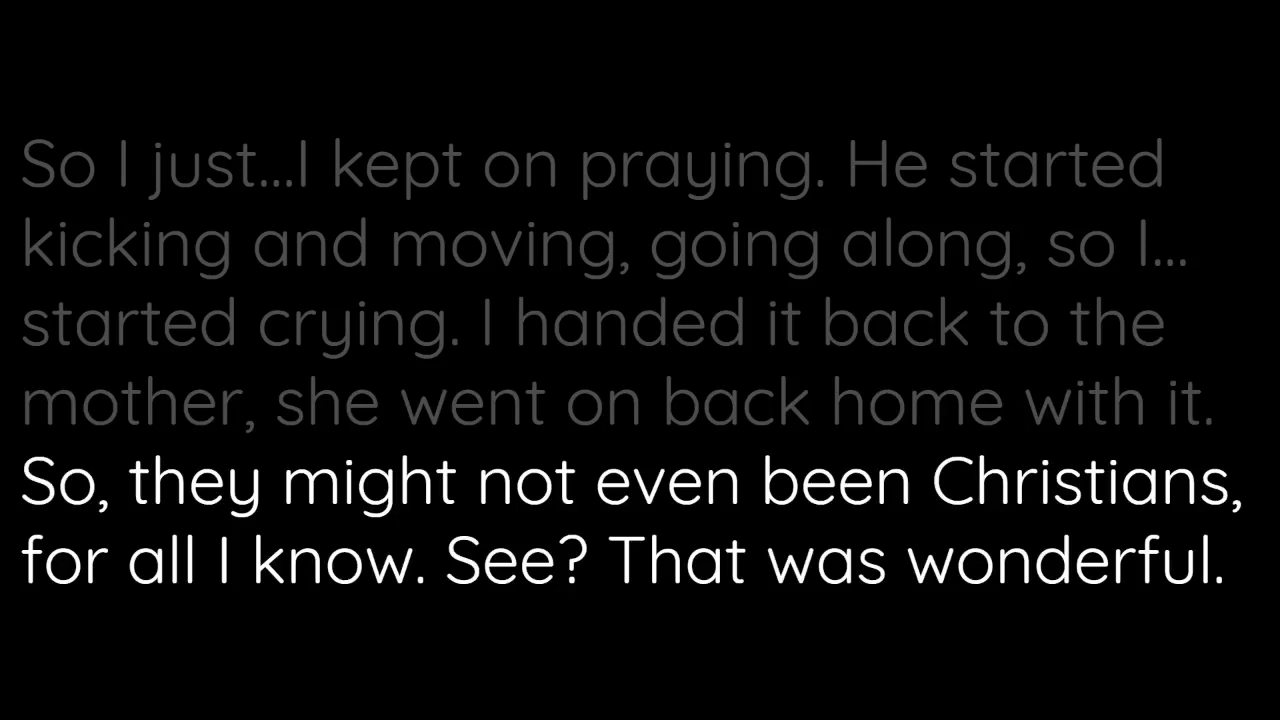 So I just...I kept on praying. He started
kicking and moving, going along, so I...
started crying. I handed it back to the
mother, she went on back home with it.
So, they might not even been Christians,
for all I know. See? That was wonderful.